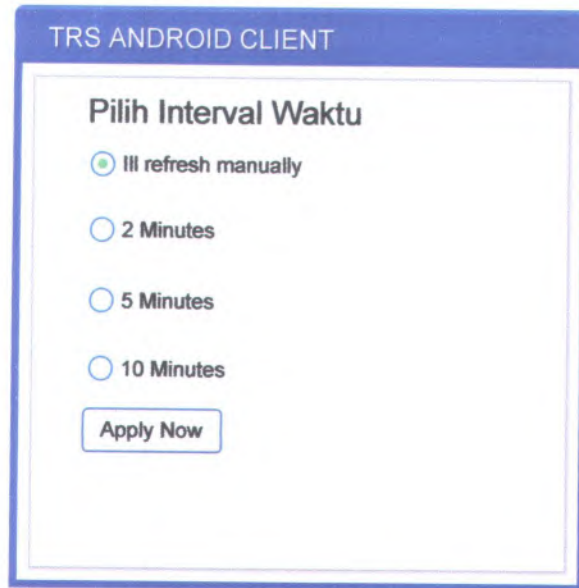 TRS ANDROID CLIENT
Pilih Interval Waktu
Ill refresh manually
2 Minutes
5 Minutes
10 Minutes
Apply Now